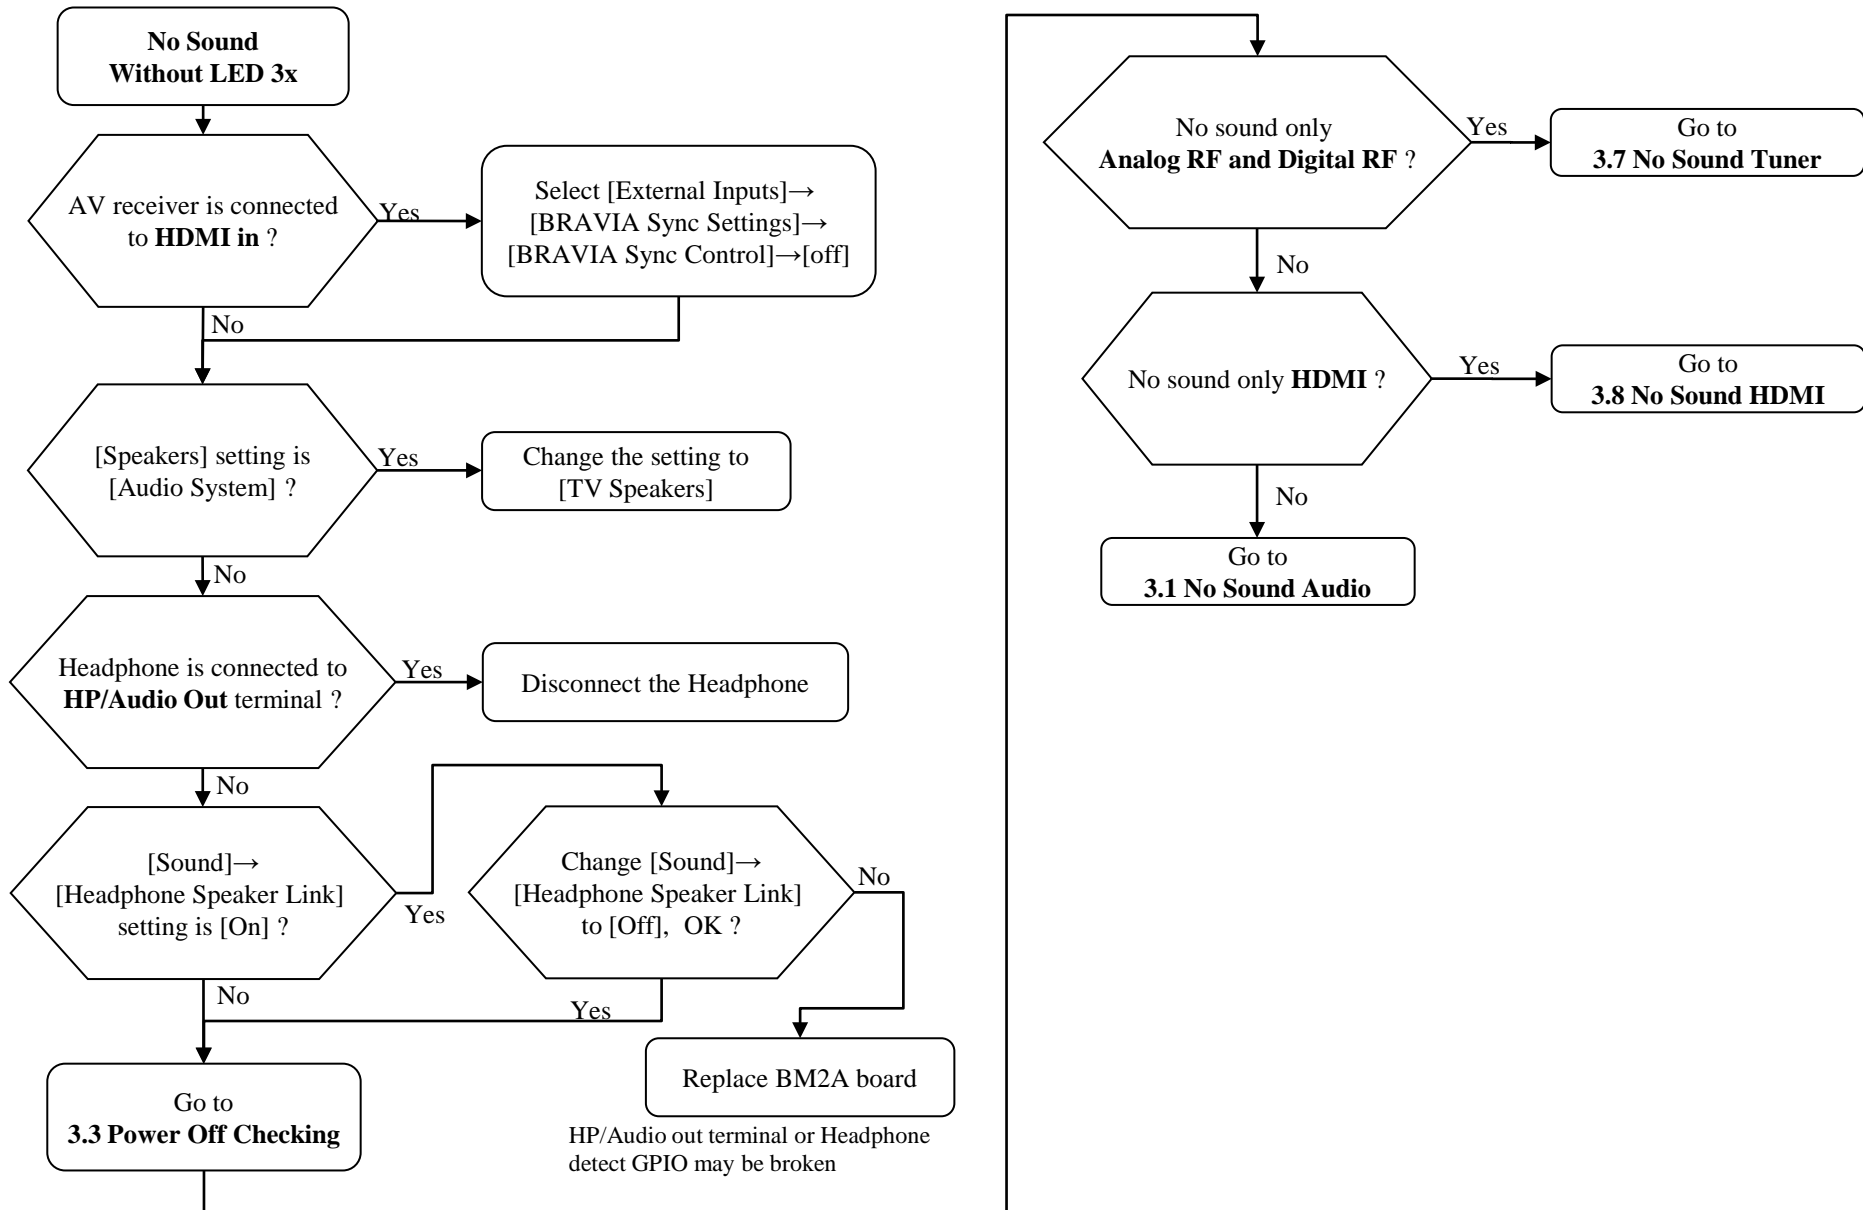 No Sound
Without LED 3x
AV receiver is connected
to HDMI in ?
Yes
Select [External Inputs]→
[BRAVIA Sync Settings]→
[BRAVIA Sync Control]→[off]
No
[Speakers] setting is
[Audio System] ?
Yes
Change the setting to
[TV Speakers]
No
Headphone is connected to
HP/Audio Out terminal ?
Yes
Disconnect the Headphone
No
[Sound]→
[Headphone Speaker Link]
setting is [On] ?
Yes
Change [Sound]→
[Headphone Speaker Link]
to [Off], OK ?
No
No
Yes
Replace BM2A board
HP/Audio out terminal or Headphone
detect GPIO may be broken
Go to
3.3 Power Off Checking
No sound only
Analog RF and Digital RF ?
Yes
Go to
3.7 No Sound Tuner
No
No sound only HDMI ?
Yes
Go to
3.8 No Sound HDMI
No
Go to
3.1 No Sound Audio